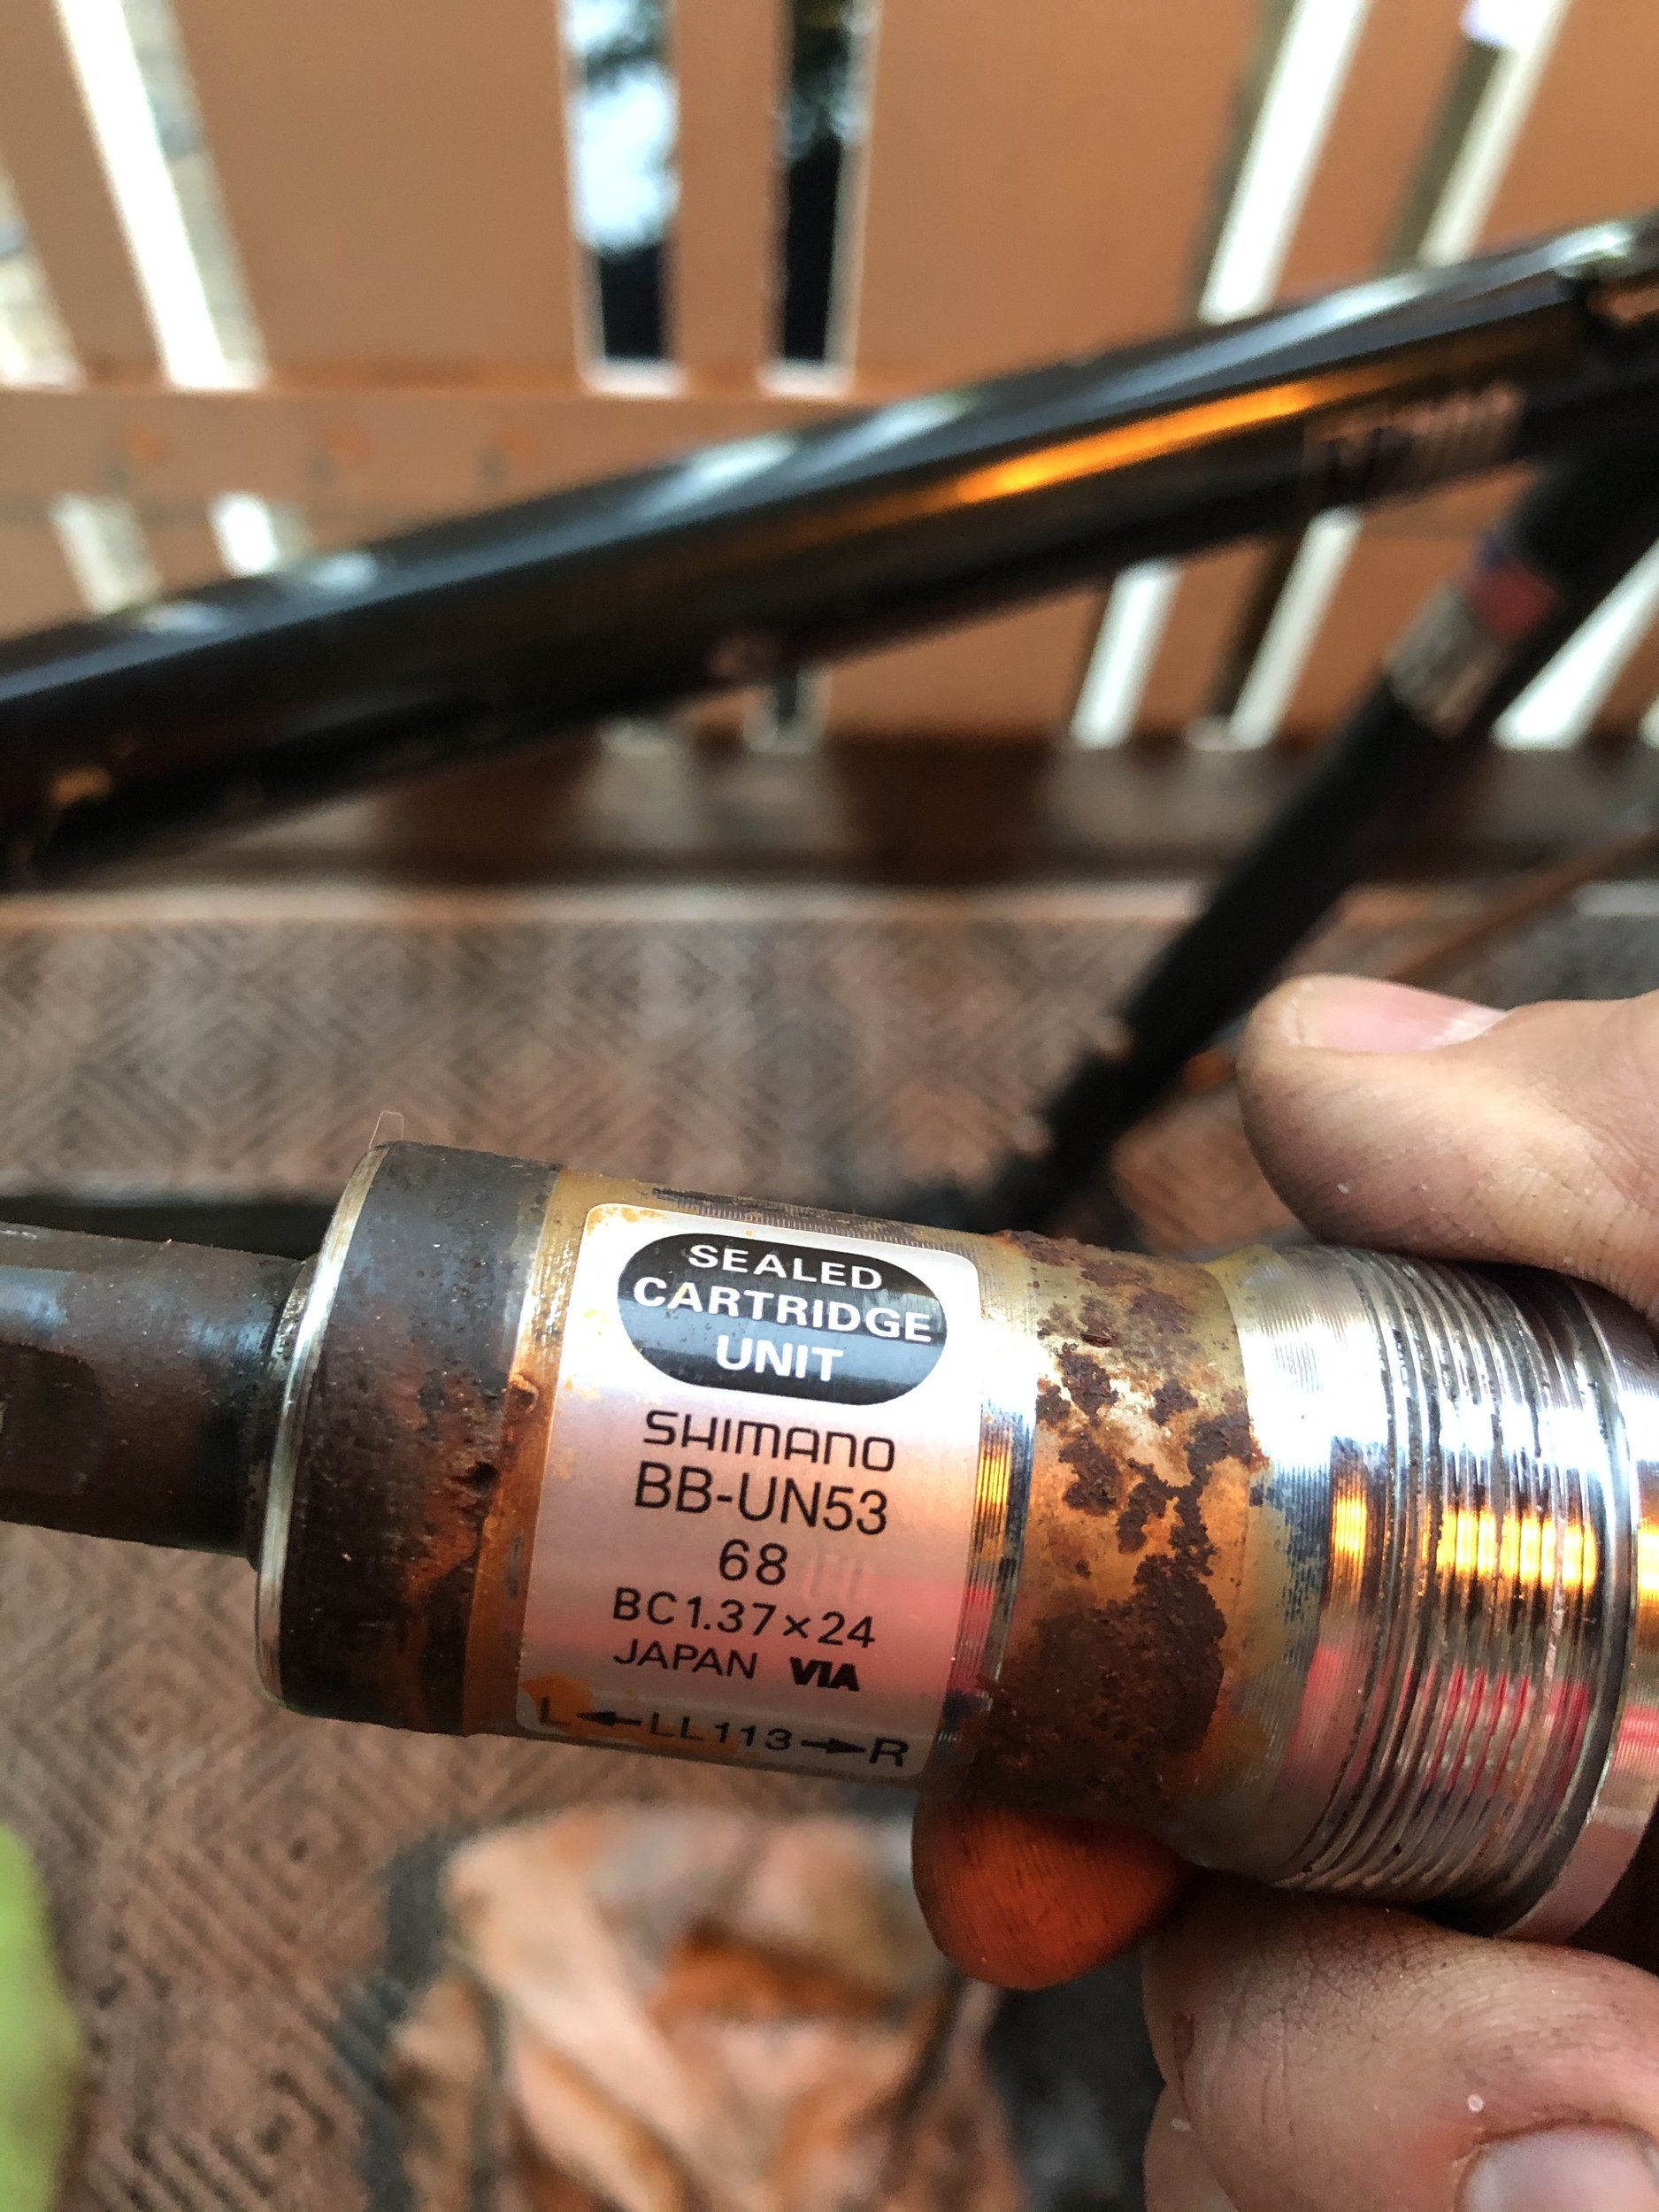 SEALED
CARTRIDGE
UNIT
SHIMANO
BB-UN53
68
BC1.37×24
JAPAN VIA
L←LL113→R